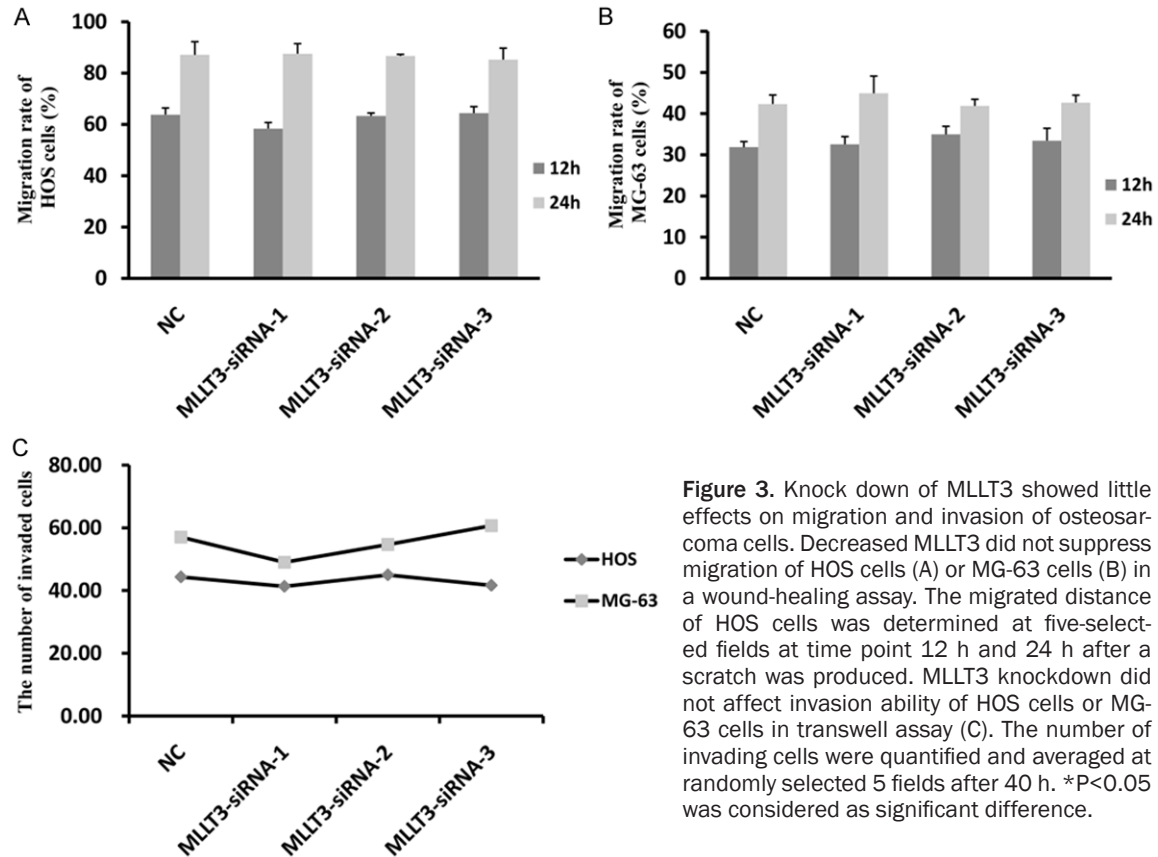 A
Migration rate of
HOS cells (%)
100
80
60
40
20
0
12h
24h
NC
MLLT3-siRNA-1
MLLT3-siRNA-2
MLLT3-siRNA-3
B
Migration rate of
MG-63 cells (%)
60
50
40
30
20
10
0
12h
24h
NC
MLLT3-siRNA-1
MLLT3-siRNA-2
MLLT3-siRNA-3
C
The number of invaded cells
80.00
60.00
40.00
20.00
0.00
HOS
MG-63
NC
MLLT3-siRNA-1
MLLT3-siRNA-2
MLLT3-siRNA-3
Figure 3. Knock down of MLLT3 showed little
effects on migration and invasion of osteosar-
coma cells. Decreased MLLT3 did not suppress
migration of HOS cells (A) or MG-63 cells (B) in
a wound-healing assay. The migrated distance
of HOS cells was determined at five-select-
ed fields at time point 12 h and 24 h after a
scratch was produced. MLLT3 knockdown did
not affect invasion ability of HOS cells or MG-
63 cells in transwell assay (C). The number of
invading cells were quantified and averaged at
randomly selected 5 fields after 40 h. *P<0.05
was considered as significant difference.